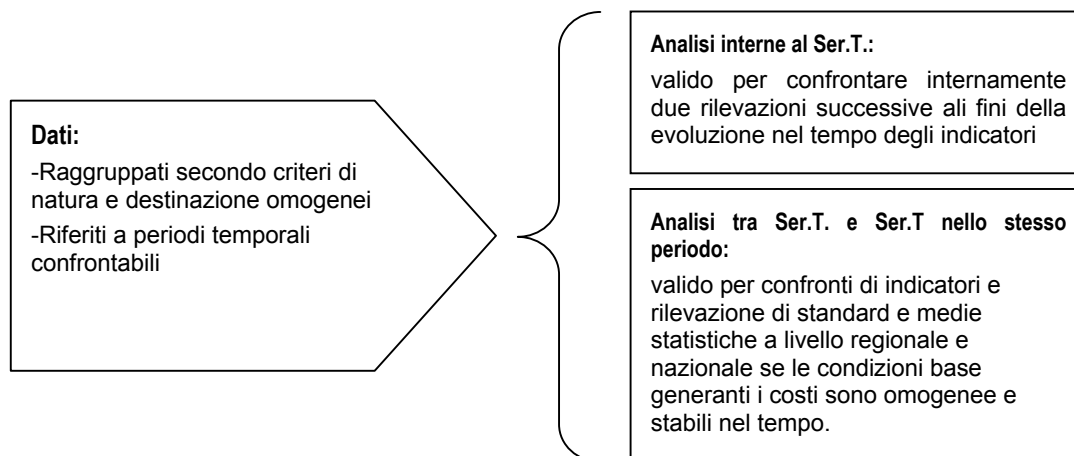 Dati:
-Raggruppati secondo criteri di
natura e destinazione omogenei
-Riferiti a periodi temporali
confrontabili
Analisi interne al Ser.T.:
valido per confrontare internamente
due rilevazioni successive ali fini della
evoluzione nel tempo degli indicatori
Analisi tra Ser.T. e Ser.T nello stesso
periodo:
valido per confronti di indicatori e
rilevazione di standard e medie
statistiche a livello regionale e
nazionale se le condizioni base
generanti i costi sono omogenee e
stabili nel tempo.